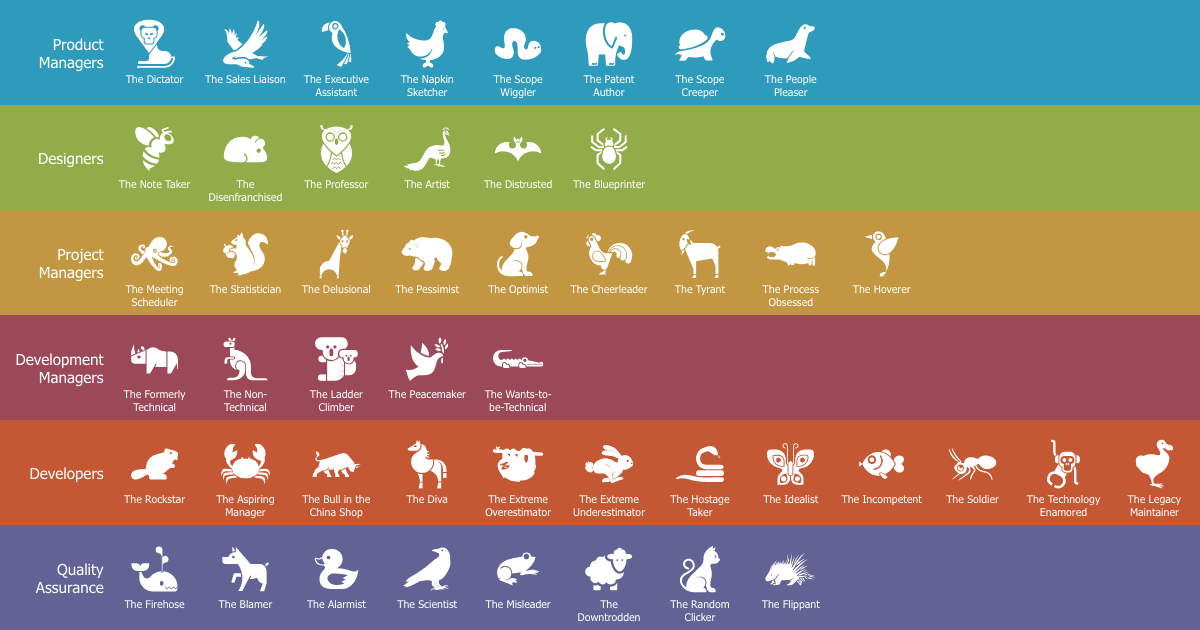 Product
Managers
The Dictator
The Sales Liaison
The Executive
Assistant
The Napkin
Sketcher
The Scope
Wiggler
The Patent
Author
The Scope
Creeper
The People
Pleaser
Designers
The Note Taker
The
Disenfranchised
The Professor
The Artist
The Distrusted
The Blueprinter
Project
Managers
The Meeting
Scheduler
The Statistician
The Delusional
The Pessimist
The Optimist
The Cheerleader
The Tyrant
The Process
Obsessed
The Hoverer
Development
Managers
The Formerly
Technical
The Non-
Technical
The Ladder
Climber
The Peacemaker
The Wants-to-
be-Technical
Developers
The Rockstar
The Aspiring
Manager
The Bull in the
China Shop
The Diva
The Extreme
Overestimator
The Extreme
Underestimator
The Hostage
Taker
The Idealist
The Incompetent
The Soldier
The Technology
Enamored
The Legacy
Maintainer
Quality
Assurance
The Firehose
The Blamer
The Alarmist
The Scientist
The Misleader
The
Downtrodden
The Random
Clicker
The Flippant